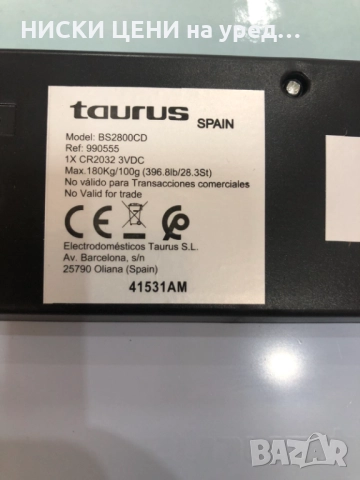 НИСКИ ЦЕНИ на уред...
taurus SPAIN
Model: BS2800CD
Ref: 990555
1X CR2032 3VDC
Max.180Kg/100g (396.8lb/28.3St)
No válido para Transacciones comerciales
No Valid for trade
CE
Electrodomésticos Taurus S.L.
Av. Barcelona, s/n
25790 Oliana (Spain)
41531AM
BAZAR